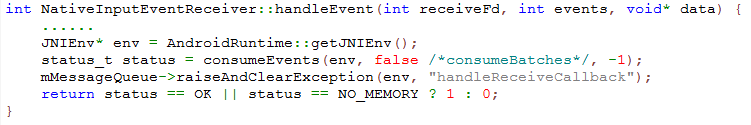 int NativeInputEventReceiver::handleEvent(int receiveFd, int events, void* data) {
......
JNIEnv* env = AndroidRuntime::getJNIEnv();
status_t status = consumeEvents(env, false /*consumeBatches*/, -1);
mMessageQueue->raiseAndClearException(env, "handleReceiveCallback");
return status == OK || status == NO_MEMORY ? 1 : 0;
}